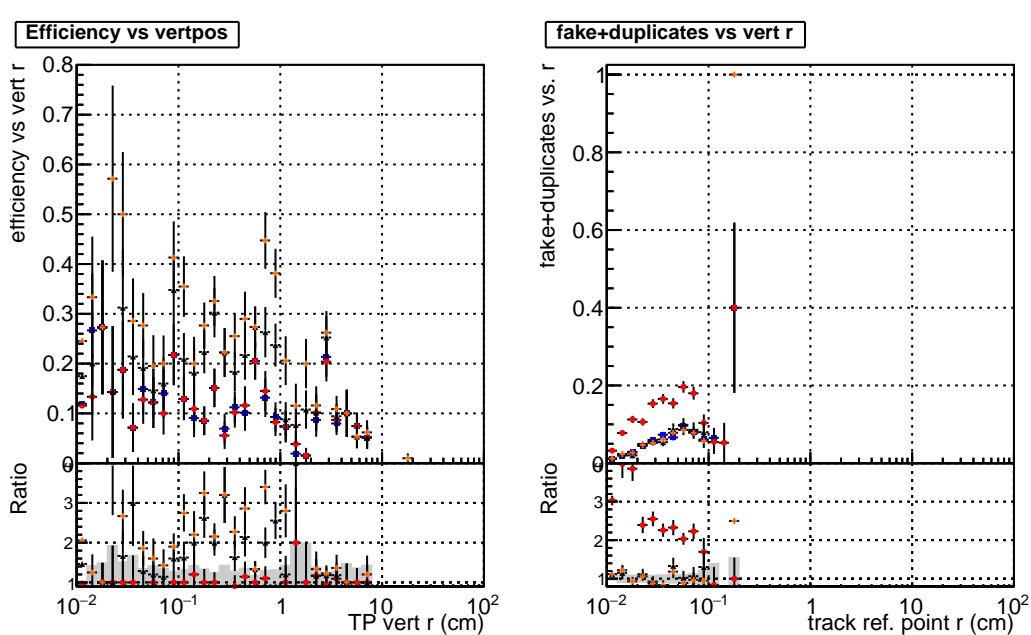 Efficiency vs vertpos
efficiency vs vert r
0.8
0.7
0.6
0.5
0.4
0.3
0.2
0.1
0
Ratio
3
2
1
10⁻² 10⁻¹ 1 10 10²
TP vert r (cm)
fake+duplicates vs vert r
fake+duplicates vs. r
1
0.8
0.6
0.4
0.2
0
Ratio
3
2
1
10⁻² 10⁻¹ 1 10 10²
track ref. point r (cm)